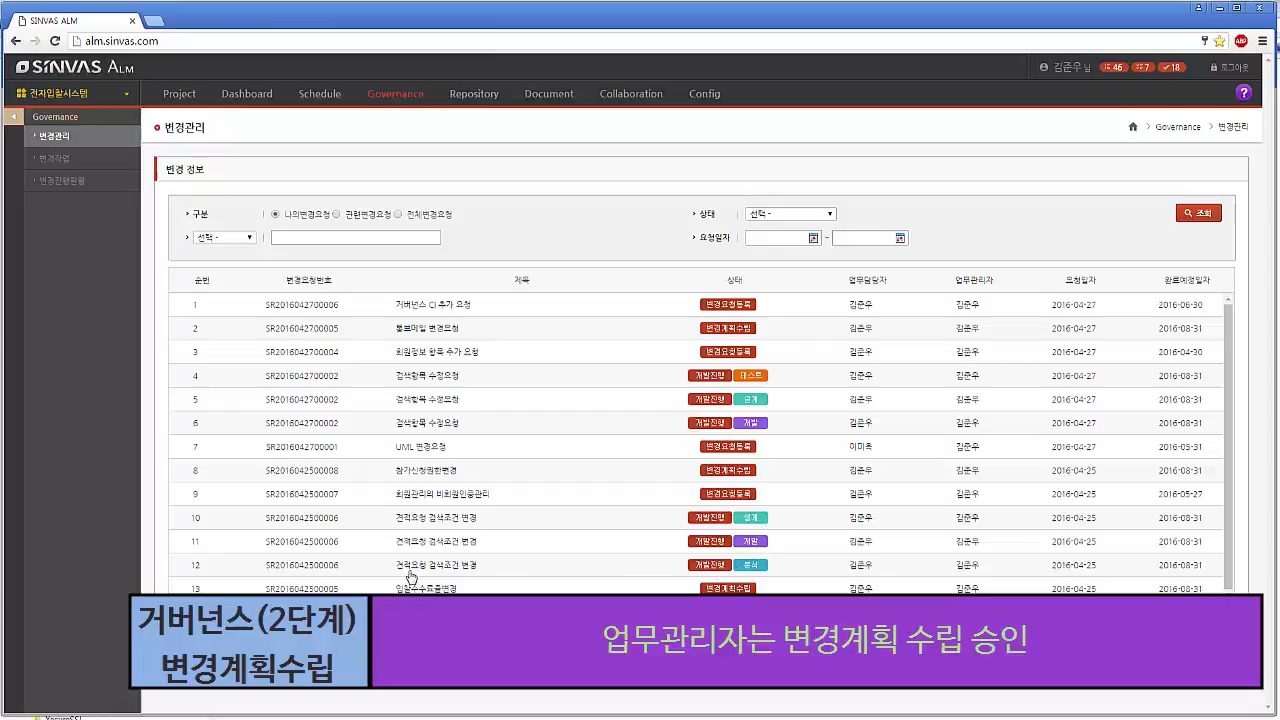 SINVAS ALM
alm.sinvas.com
SINVAS ALM
김준우님 46 7 18 로그아웃
전자입찰시스템 Project Dashboard Schedule Governance Repository Document Collaboration Config ?
Governance
변경관리
변경작업
변경진행현황
변경관리
Governance 변경관리
변경 정보
구분 나의변경요청 관련변경요청 전체변경요청 상태 선택 - 조회
선택 - 요청일자 ~
순번 변경요청번호 제목 상태 업무담당자 업무관리자 요청일자 완료예정일자
1 SR2016042700006 거버넌스 CI 추가 요청 변경요청등록 김준우 김준우 2016-04-27 2016-06-30
2 SR2016042700005 통보메일 변경요청 변경계획수립 김준우 김준우 2016-04-27 2016-08-31
3 SR2016042700004 회원정보 항목 추가 요청 변경요청등록 김준우 김준우 2016-04-27 2016-04-30
4 SR2016042700002 검색항목 수정요청 개발진행 테스트 김준우 김준우 2016-04-27 2016-08-31
5 SR2016042700002 검색항목 수정요청 개발진행 설계 김준우 김준우 2016-04-27 2016-08-31
6 SR2016042700002 검색항목 수정요청 개발진행 개발 김준우 김준우 2016-04-27 2016-08-31
7 SR2016042700001 UML 변경요청 변경요청등록 이미옥 김준우 2016-04-27 2016-08-31
8 SR2016042500008 참가신청권한변경 변경계획수립 김준우 김준우 2016-04-25 2016-08-31
9 SR2016042500007 회원관리의 비회원인증관리 변경요청등록 김준우 김준우 2016-04-25 2016-05-27
10 SR2016042500006 견적요청 검색조건 변경 개발진행 설계 김준우 김준우 2016-04-25 2016-08-31
11 SR2016042500006 견적요청 검색조건 변경 개발진행 개발 김준우 김준우 2016-04-25 2016-08-31
12 SR2016042500006 견적요청 검색조건 변경 개발진행 분석 김준우 김준우 2016-04-25 2016-08-31
13 SR2016042500005 입찰수수료율변경 변경계획수립 김준우 김준우 2016-04-25 2016-08-31
거버넌스(2단계)
변경계획수립
업무관리자는 변경계획 수립 승인